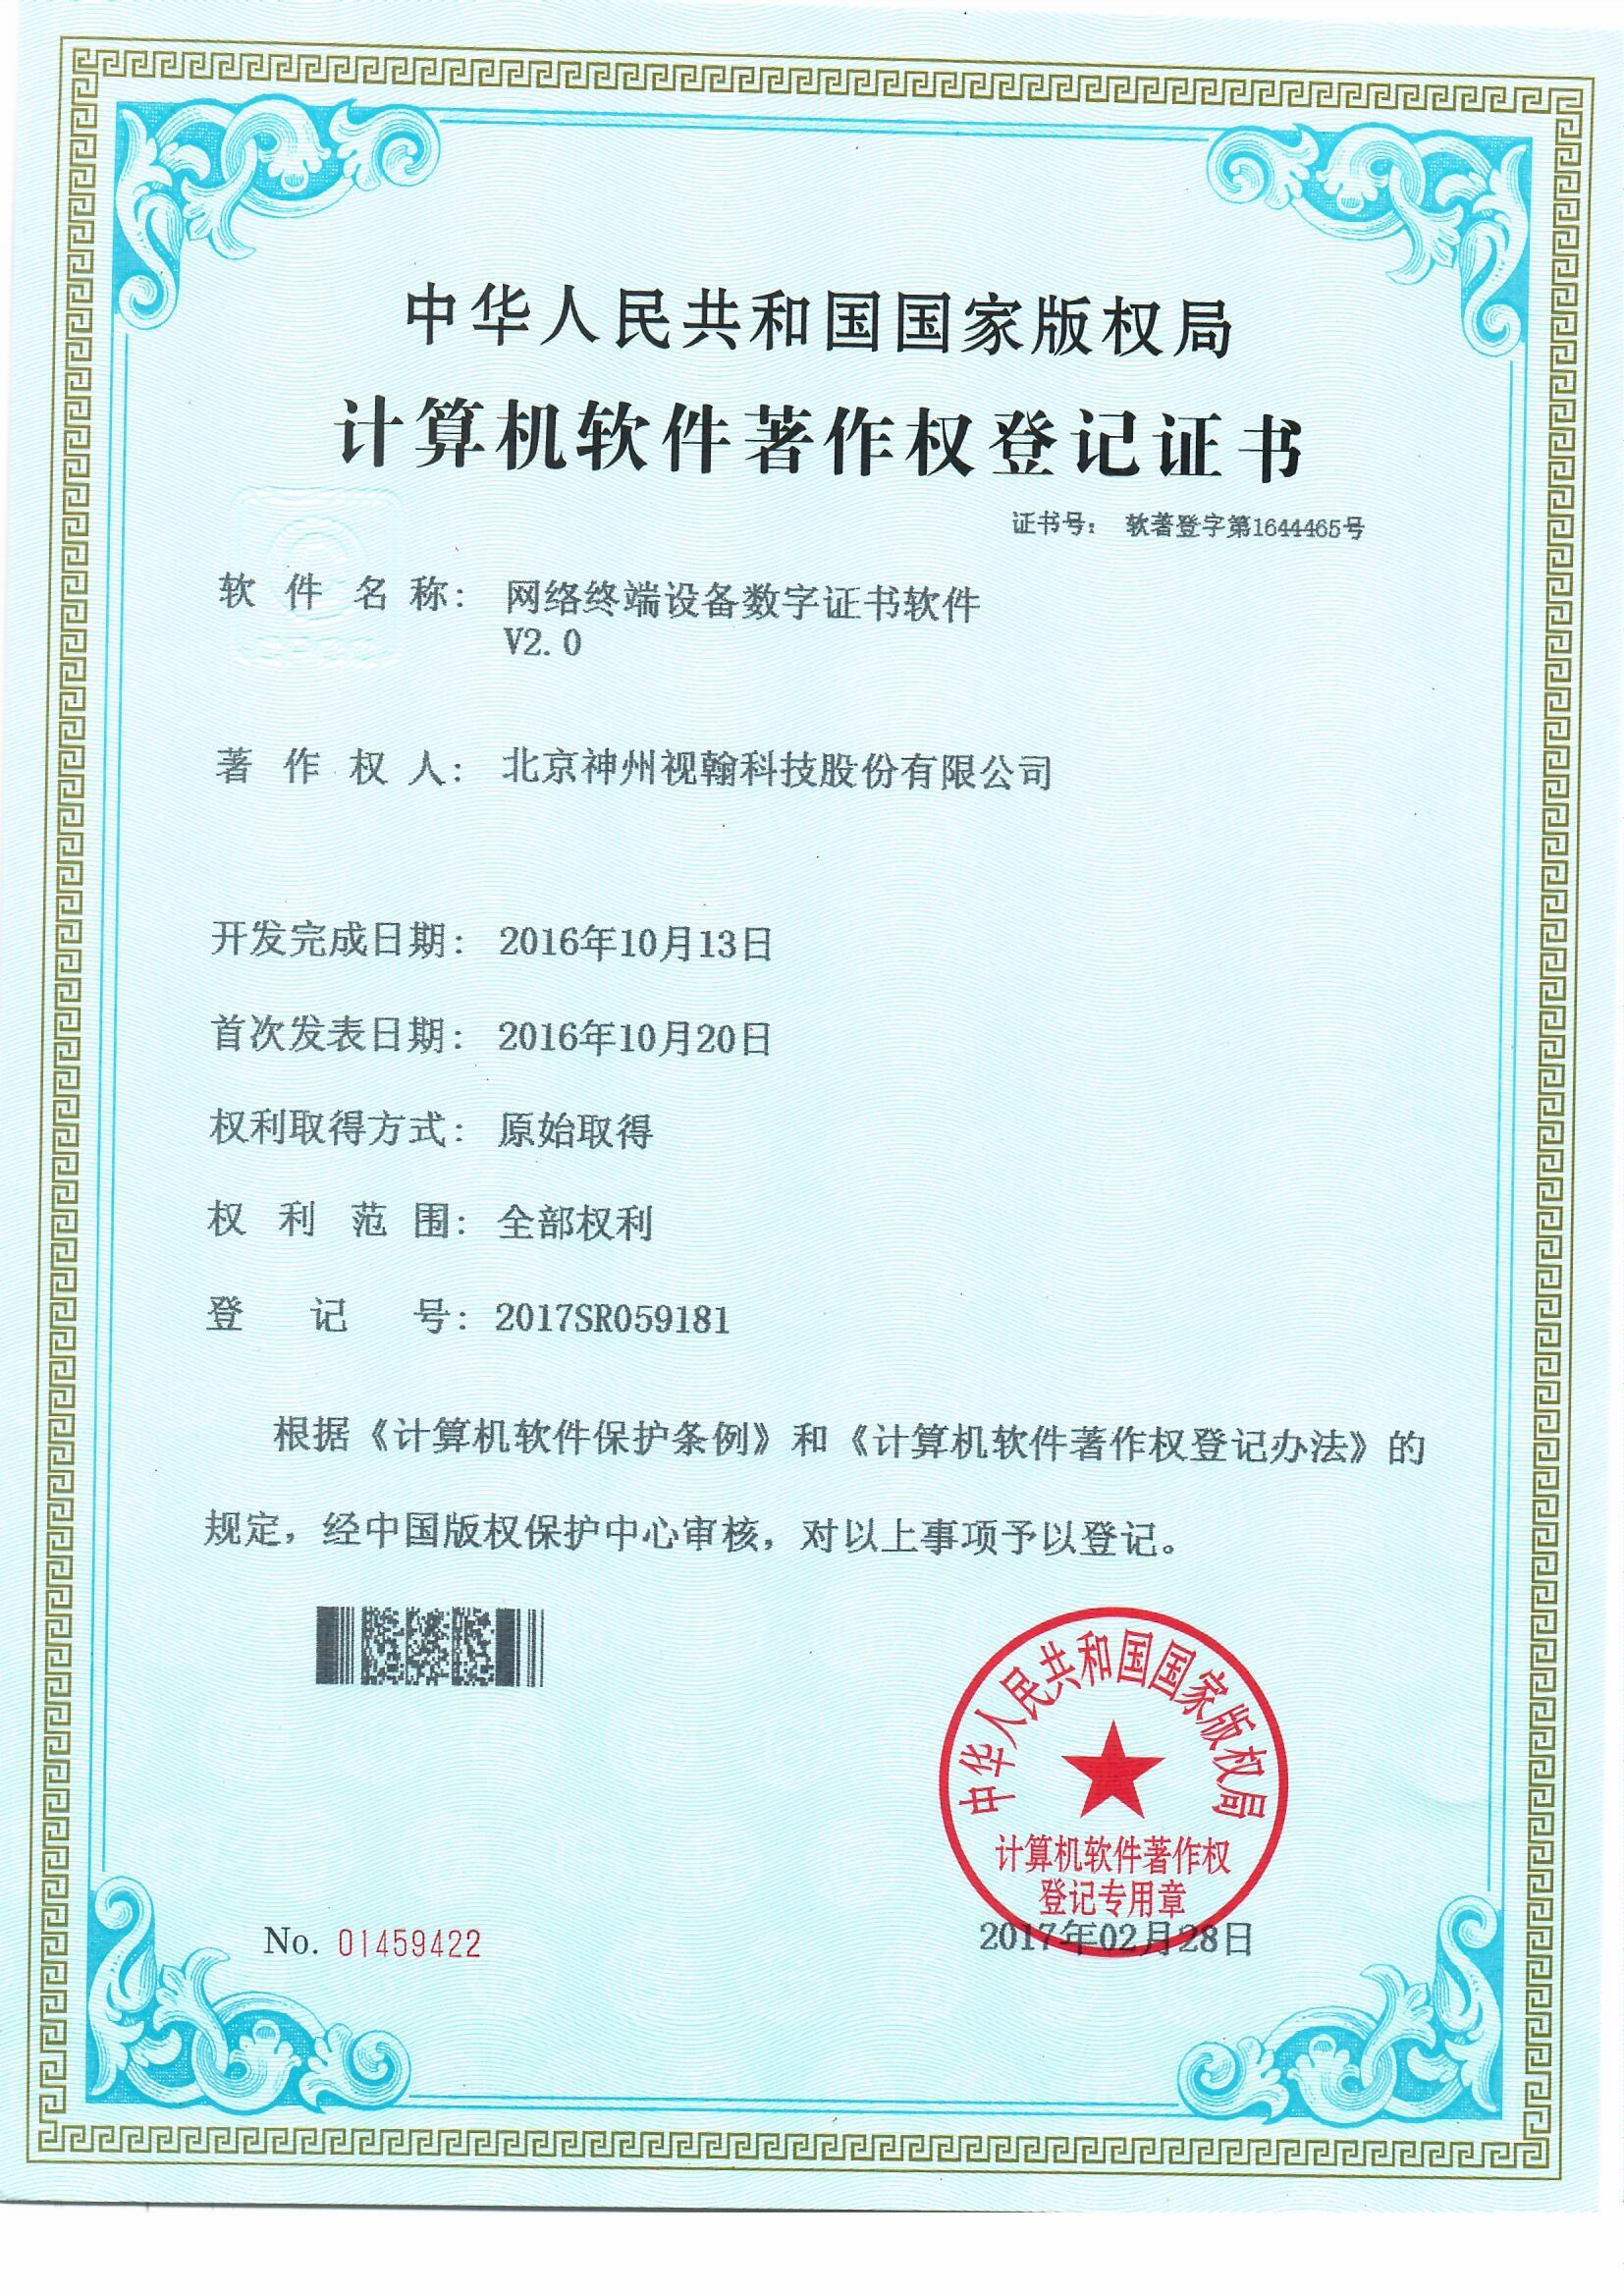 中华人民共和国国家版权局
计算机软件著作权登记证书
证书号： 软著登字第1644465号
软件名称： 网络终端设备数字证书软件
V2.0
著作权人： 北京神州视翰科技股份有限公司
开发完成日期： 2016年10月13日
首次发表日期： 2016年10月20日
权利取得方式： 原始取得
权利范围： 全部权利
登记号： 2017SR059181
根据《计算机软件保护条例》和《计算机软件著作权登记办法》的
规定，经中国版权保护中心审核，对以上事项予以登记。
中华人民共和国国家版权局
计算机软件著作权
登记专用章
No. 01459422
2017年02月28日